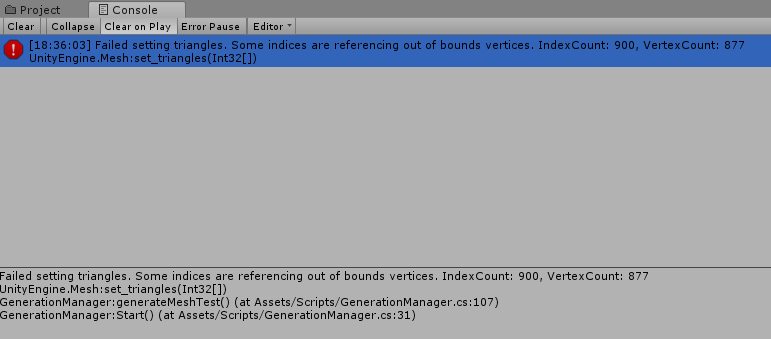 Project Console
Clear Collapse Clear on Play Error Pause Editor
[18:36:03] Failed setting triangles. Some indices are referencing out of bounds vertices. IndexCount: 900, VertexCount: 877
UnityEngine.Mesh:set_triangles(Int32[])
Failed setting triangles. Some indices are referencing out of bounds vertices. IndexCount: 900, VertexCount: 877
UnityEngine.Mesh:set_triangles(Int32[])
GenerationManager:generateMeshTest() (at Assets/Scripts/GenerationManager.cs:107)
GenerationManager:Start() (at Assets/Scripts/GenerationManager.cs:31)